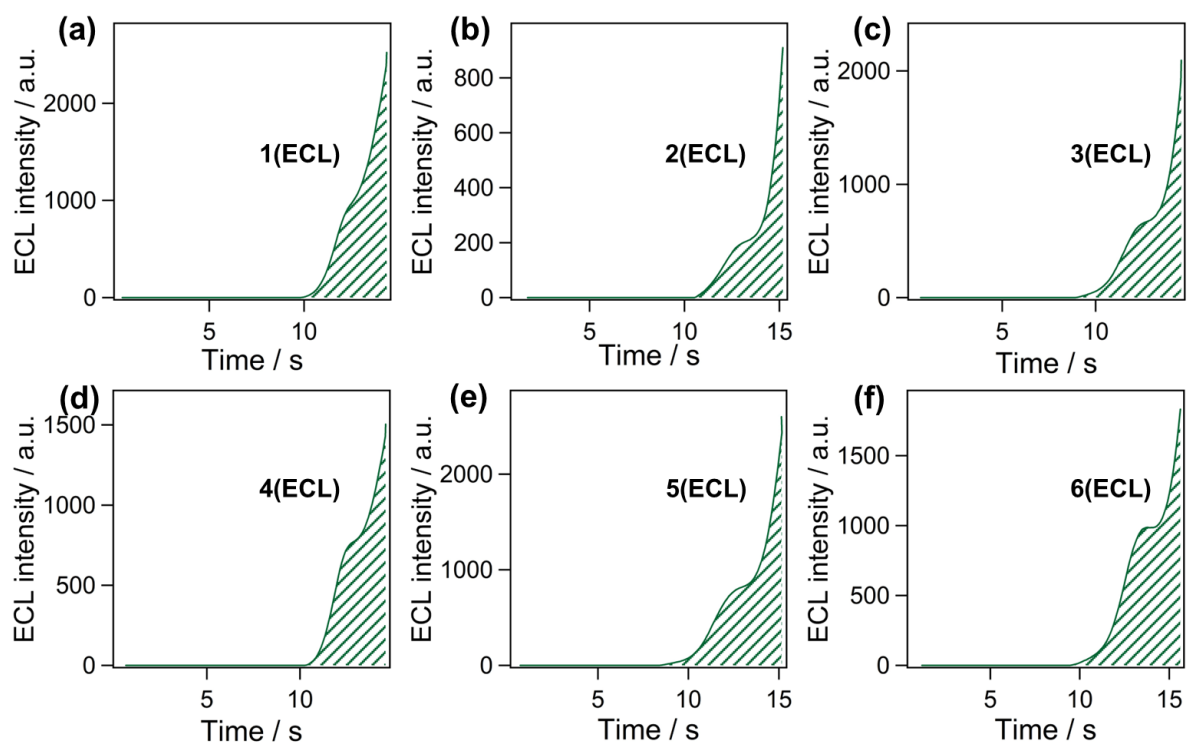 (a)
ECL intensity / a.u.
2000
1000
0
1(ECL)
5 10
Time / s
(b)
ECL intensity / a.u.
800
600
400
200
0
2(ECL)
5 10 15
Time / s
(c)
ECL intensity / a.u.
2000
1000
0
3(ECL)
5 10
Time / s
(d)
ECL intensity / a.u.
1500
1000
500
0
4(ECL)
5 10
Time / s
(e)
ECL intensity / a.u.
2000
1000
0
5(ECL)
5 10 15
Time / s
(f)
ECL intensity / a.u.
1500
1000
500
0
6(ECL)
5 10 15
Time / s